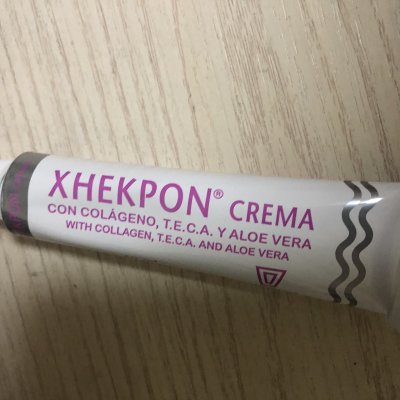 XHEKPON® CREMA
CON COLÁGENO, T.E.C.A. Y ALOE VERA
WITH COLLAGEN, T.E.C.A. AND ALOE VERA